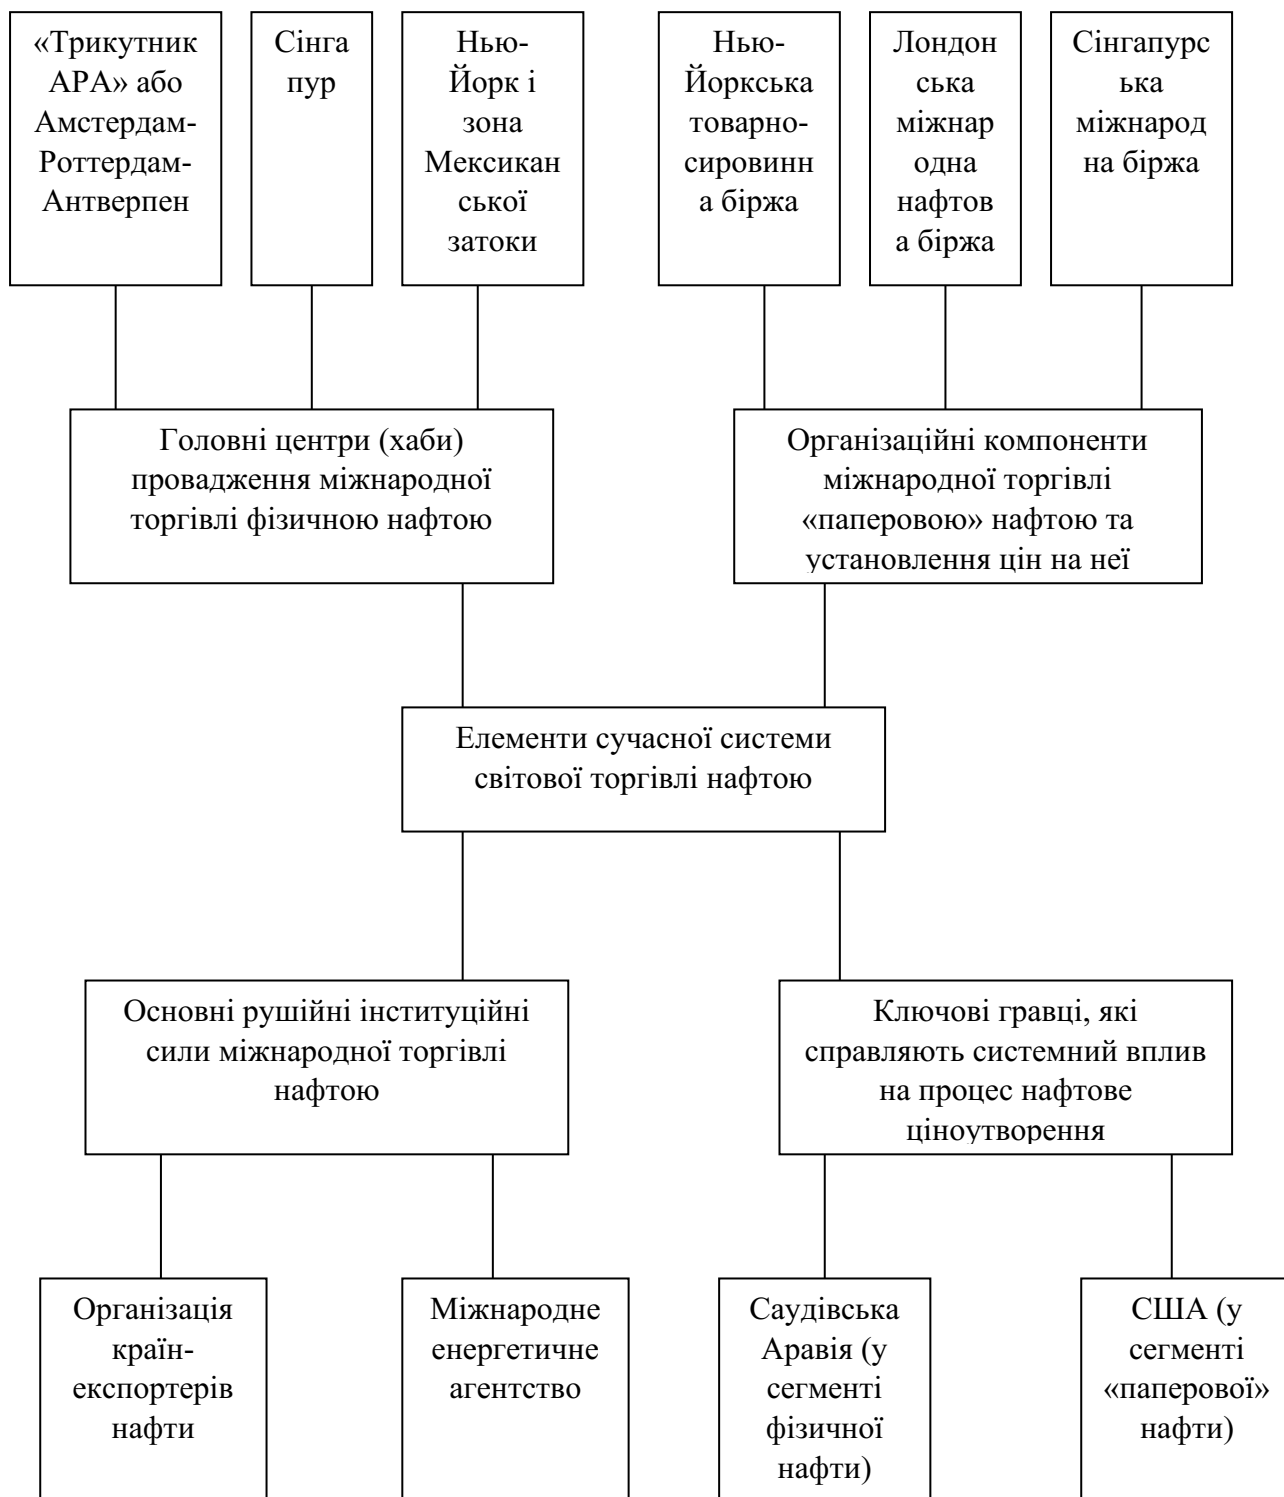 «Трикутник
АРА» або
Амстердам-
Роттердам-
Антверпен
Сінга
пур
Нью-
Йорк і
зона
Мексикан
ської
затоки
Нью-
Йоркська
товарно-
сировинн
а біржа
Лондон
ська
міжнар
одна
нафтов
а біржа
Сінгапурс
ька
міжнарод
на біржа
Головні центри (хаби)
провадження міжнародної
торгівлі фізичною нафтою
Організаційні компоненти
міжнародної торгівлі
«паперовою» нафтою та
установлення цін на неї
Елементи сучасної системи
світової торгівлі нафтою
Основні рушійні інституційні
сили міжнародної торгівлі
нафтою
Ключові гравці, які
справляють системний вплив
на процес нафтове
ціноутворення
Організація
країн-
експортерів
нафти
Міжнародне
енергетичне
агентство
Саудівська
Аравія (у
сегменті
фізичної
нафти)
США (у
сегменті
«паперової»
нафти)